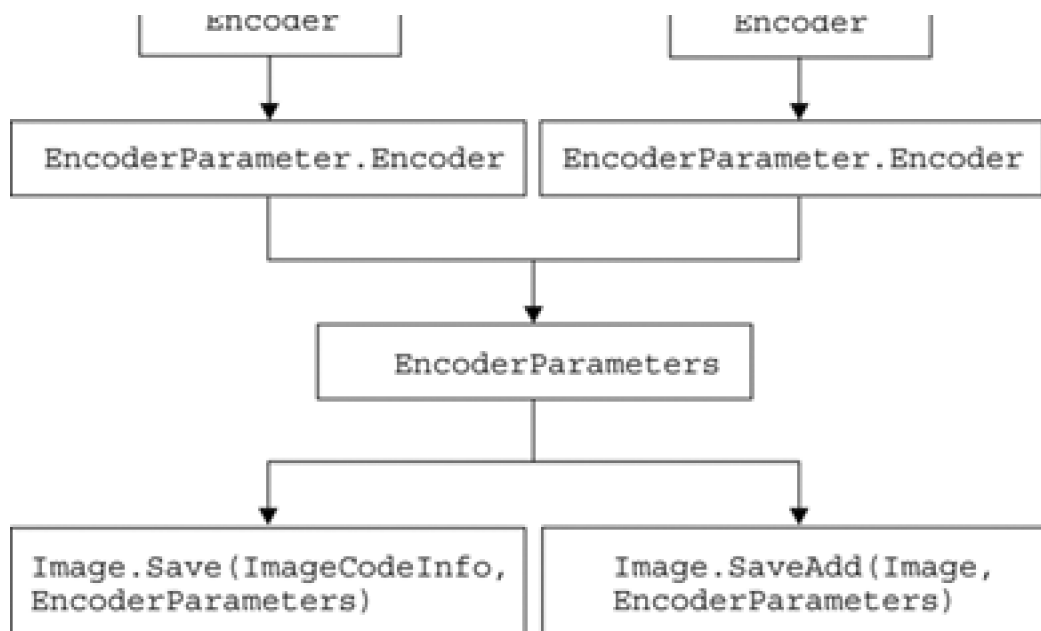 Encoder
Encoder
EncoderParameter.Encoder
EncoderParameter.Encoder
EncoderParameters
Image.Save(ImageCodeInfo,
EncoderParameters)
Image.SaveAdd(Image,
EncoderParameters)